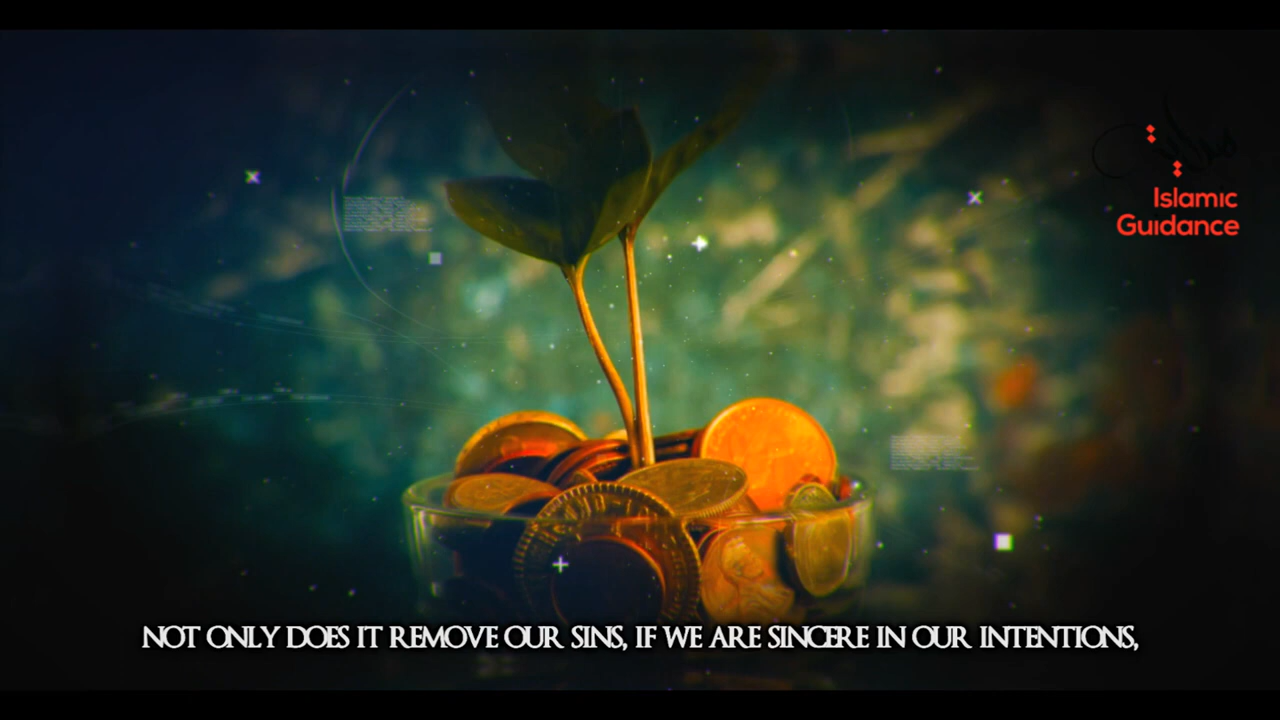 Islamic
Guidance
NOT ONLY DOES IT REMOVE OUR SINS, IF WE ARE SINCERE IN OUR INTENTIONS,